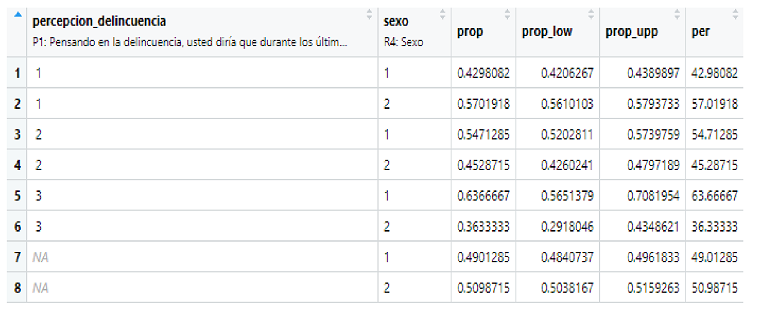 percepcion_delincuencia sexo prop prop_low prop_upp per
P1: Pensando en la delincuencia, usted diría que durante los últim... R4: Sexo
1 1 1 0.4298082 0.4206267 0.4389897 42.98082
2 1 2 0.5701918 0.5610103 0.5793733 57.01918
3 2 1 0.5471285 0.5202811 0.5739759 54.71285
4 2 2 0.4528715 0.4260241 0.4797189 45.28715
5 3 1 0.6366667 0.5651379 0.7081954 63.66667
6 3 2 0.3633333 0.2918046 0.4348621 36.33333
7 NA 1 0.4901285 0.4840737 0.4961833 49.01285
8 NA 2 0.5098715 0.5038167 0.5159263 50.98715